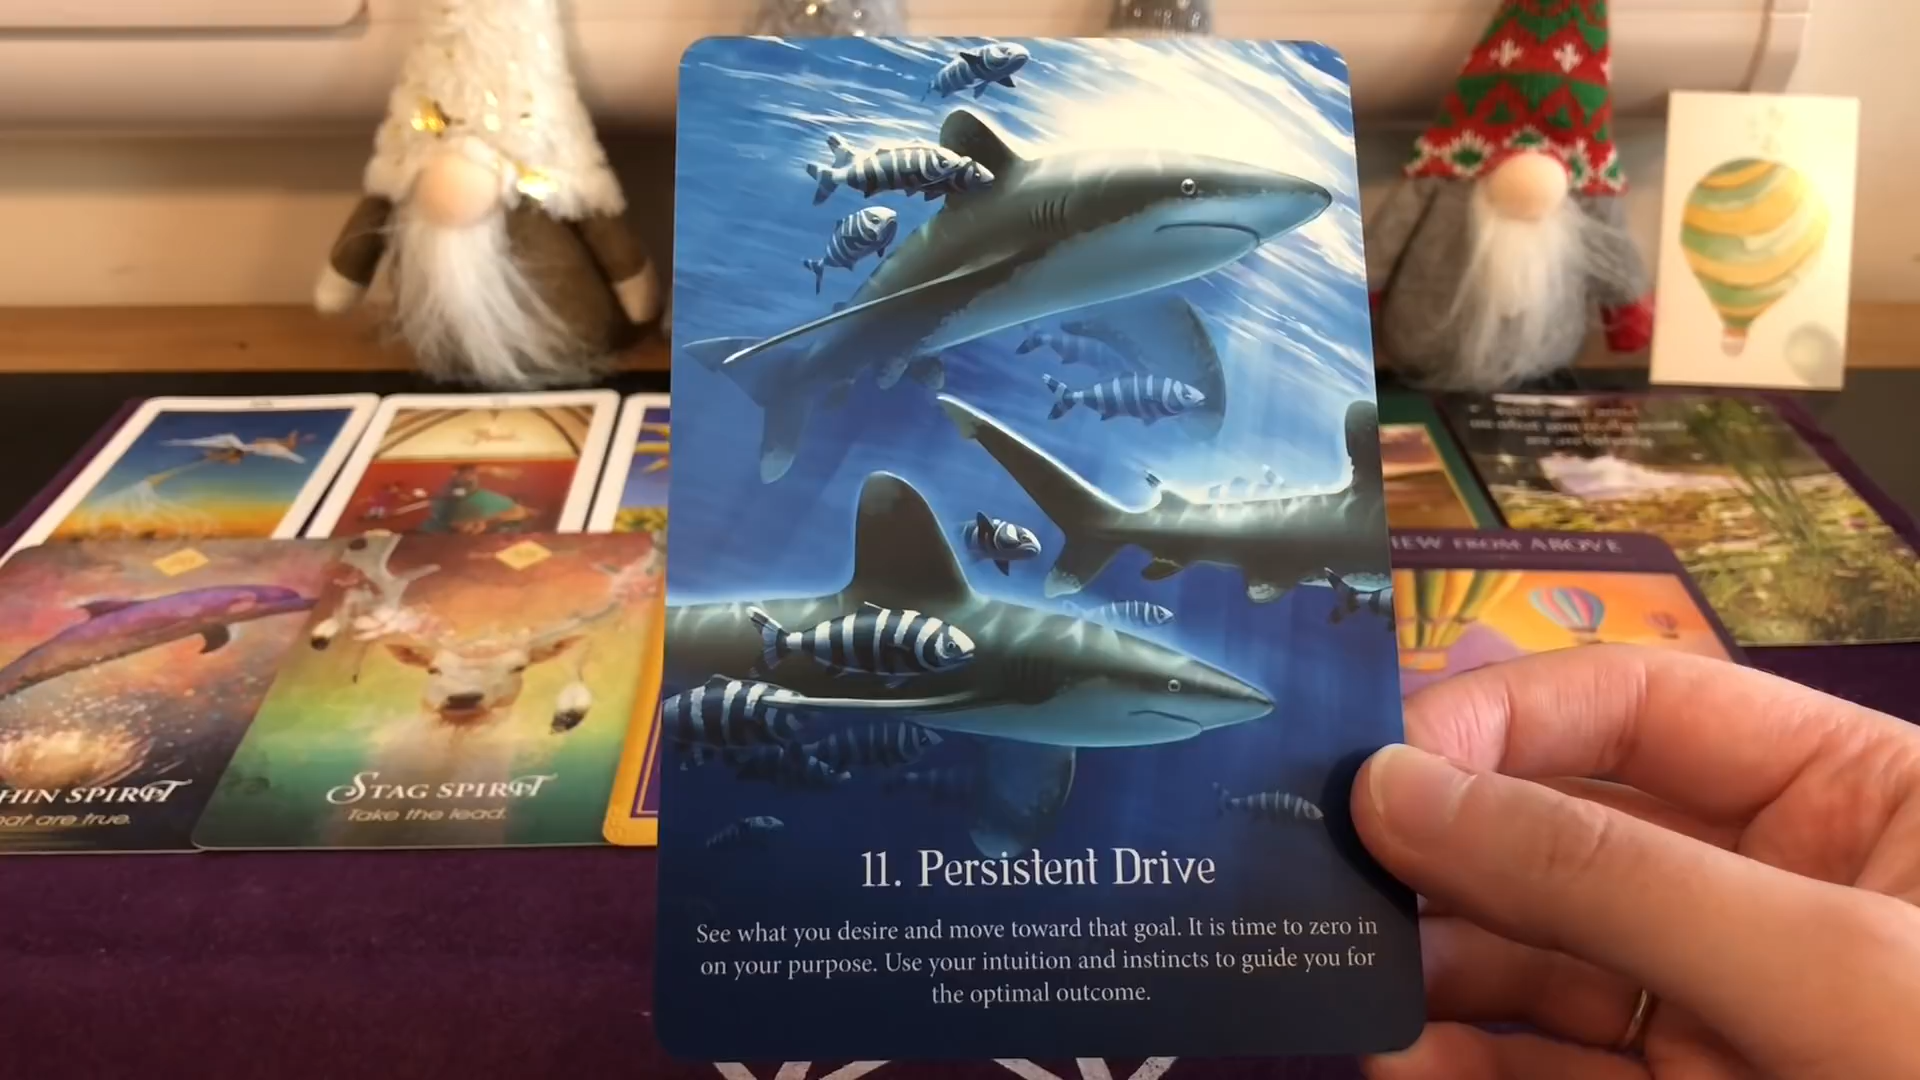 11. Persistent Drive
See what you desire and move toward that goal. It is time to zero in
on your purpose. Use your intuition and instincts to guide you for
the optimal outcome.
HIN SPIRIT
at are true.
STAG SPIRIT
Take the lead.
IEW FROM ABOVE